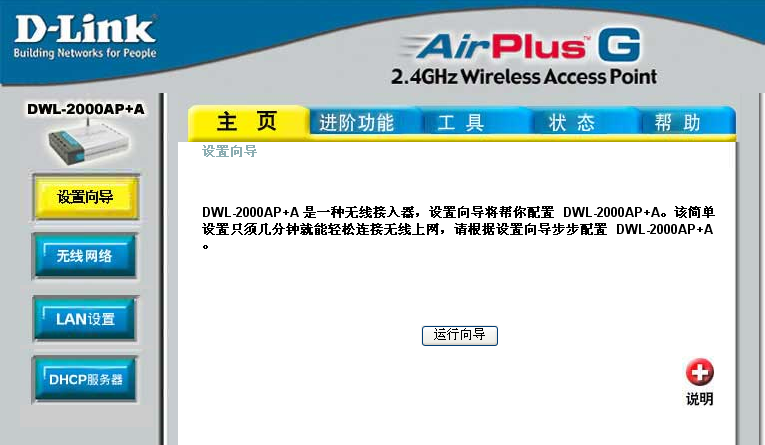 D-Link
Building Networks for People
AirPlus™ G
2.4GHz Wireless Access Point
DWL-2000AP+A
主 页
进阶功能
工 具
状 态
帮 助
设置向导
无线网络
LAN设置
DHCP服务器
设置向导
DWL-2000AP+A 是一种无线接入器，设置向导将帮你配置 DWL-2000AP+A。该简单
设置只须几分钟就能轻松连接无线上网，请根据设置向导步步配置 DWL-2000AP+A
。
运行向导
说明